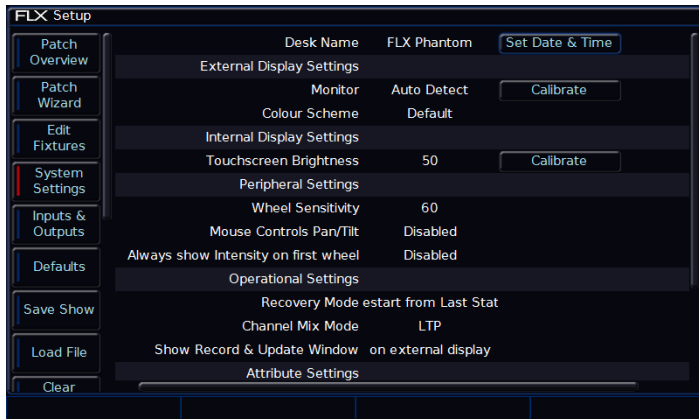 FLX Setup
Patch
Overview
Patch
Wizard
Edit
Fixtures
System
Settings
Inputs &
Outputs
Defaults
Save Show
Load File
Clear
Desk Name FLX Phantom Set Date & Time
External Display Settings
Monitor Auto Detect Calibrate
Colour Scheme Default
Internal Display Settings
Touchscreen Brightness 50 Calibrate
Peripheral Settings
Wheel Sensitivity 60
Mouse Controls Pan/Tilt Disabled
Always show Intensity on first wheel Disabled
Operational Settings
Recovery Mode estart from Last Stat
Channel Mix Mode LTP
Show Record & Update Window on external display
Attribute Settings